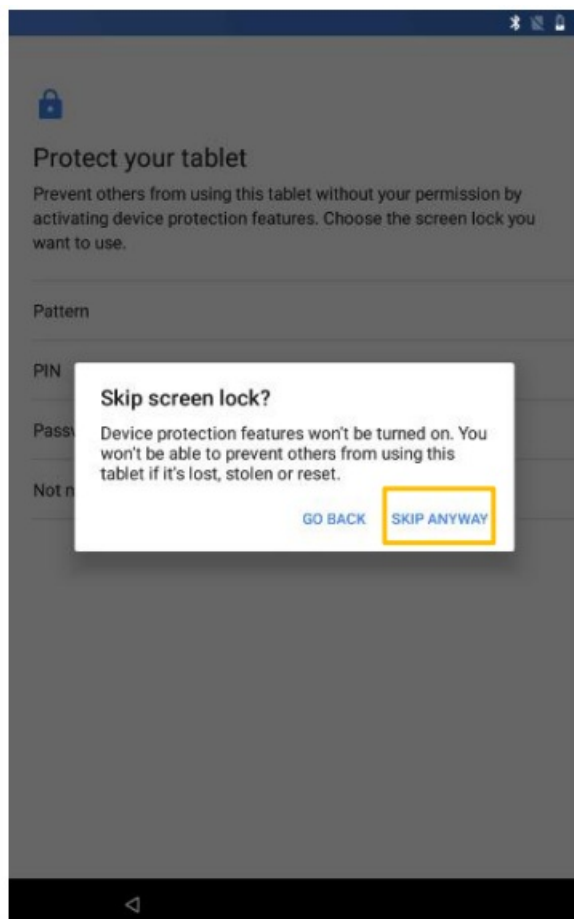 Protect your tablet
Prevent others from using this tablet without your permission by
activating device protection features. Choose the screen lock you
want to use.
Pattern
PIN
Skip screen lock?
Device protection features won't be turned on. You
won't be able to prevent others from using this
tablet if it's lost, stolen or reset.
GO BACK SKIP ANYWAY
Not n